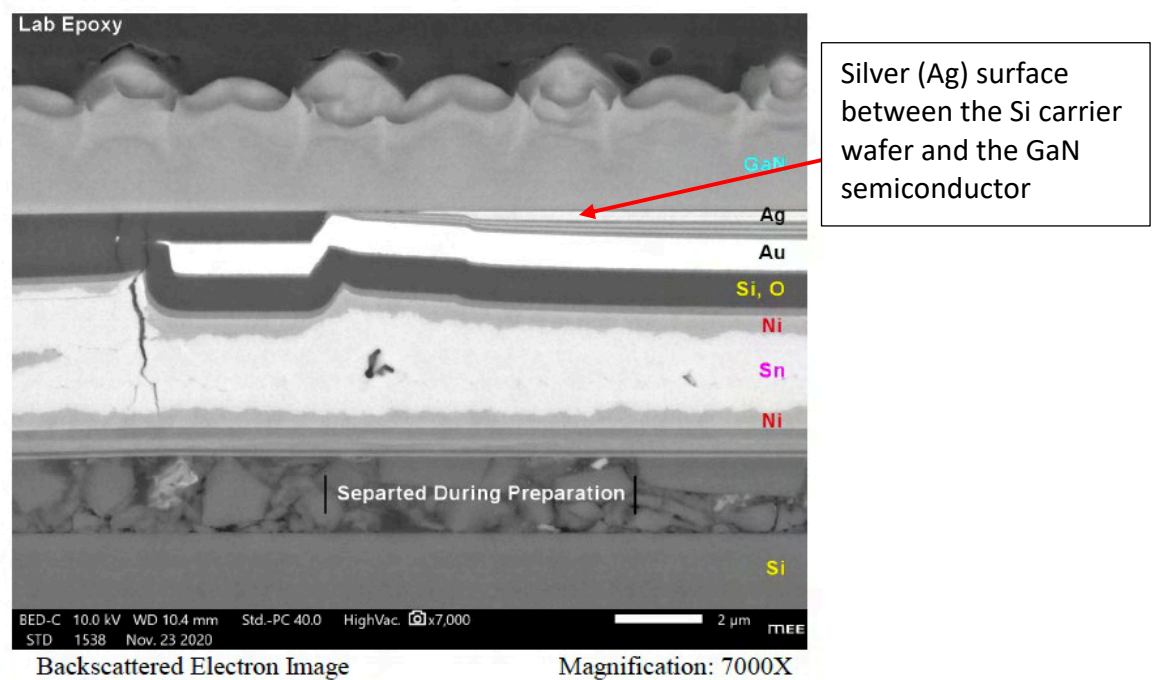 Lab Epoxy
Silver (Ag) surface
between the Si carrier
wafer and the GaN
semiconductor
GaN
Ag
Au
Si, O
Ni
Sn
Ni
Separted During Preparation
Si
BED-C 10.0 kV WD 10.4 mm Std.-PC 40.0 HighVac. x7,000 2 µm
STD 1538 Nov. 23 2020 mee
Backscattered Electron Image Magnification: 7000X